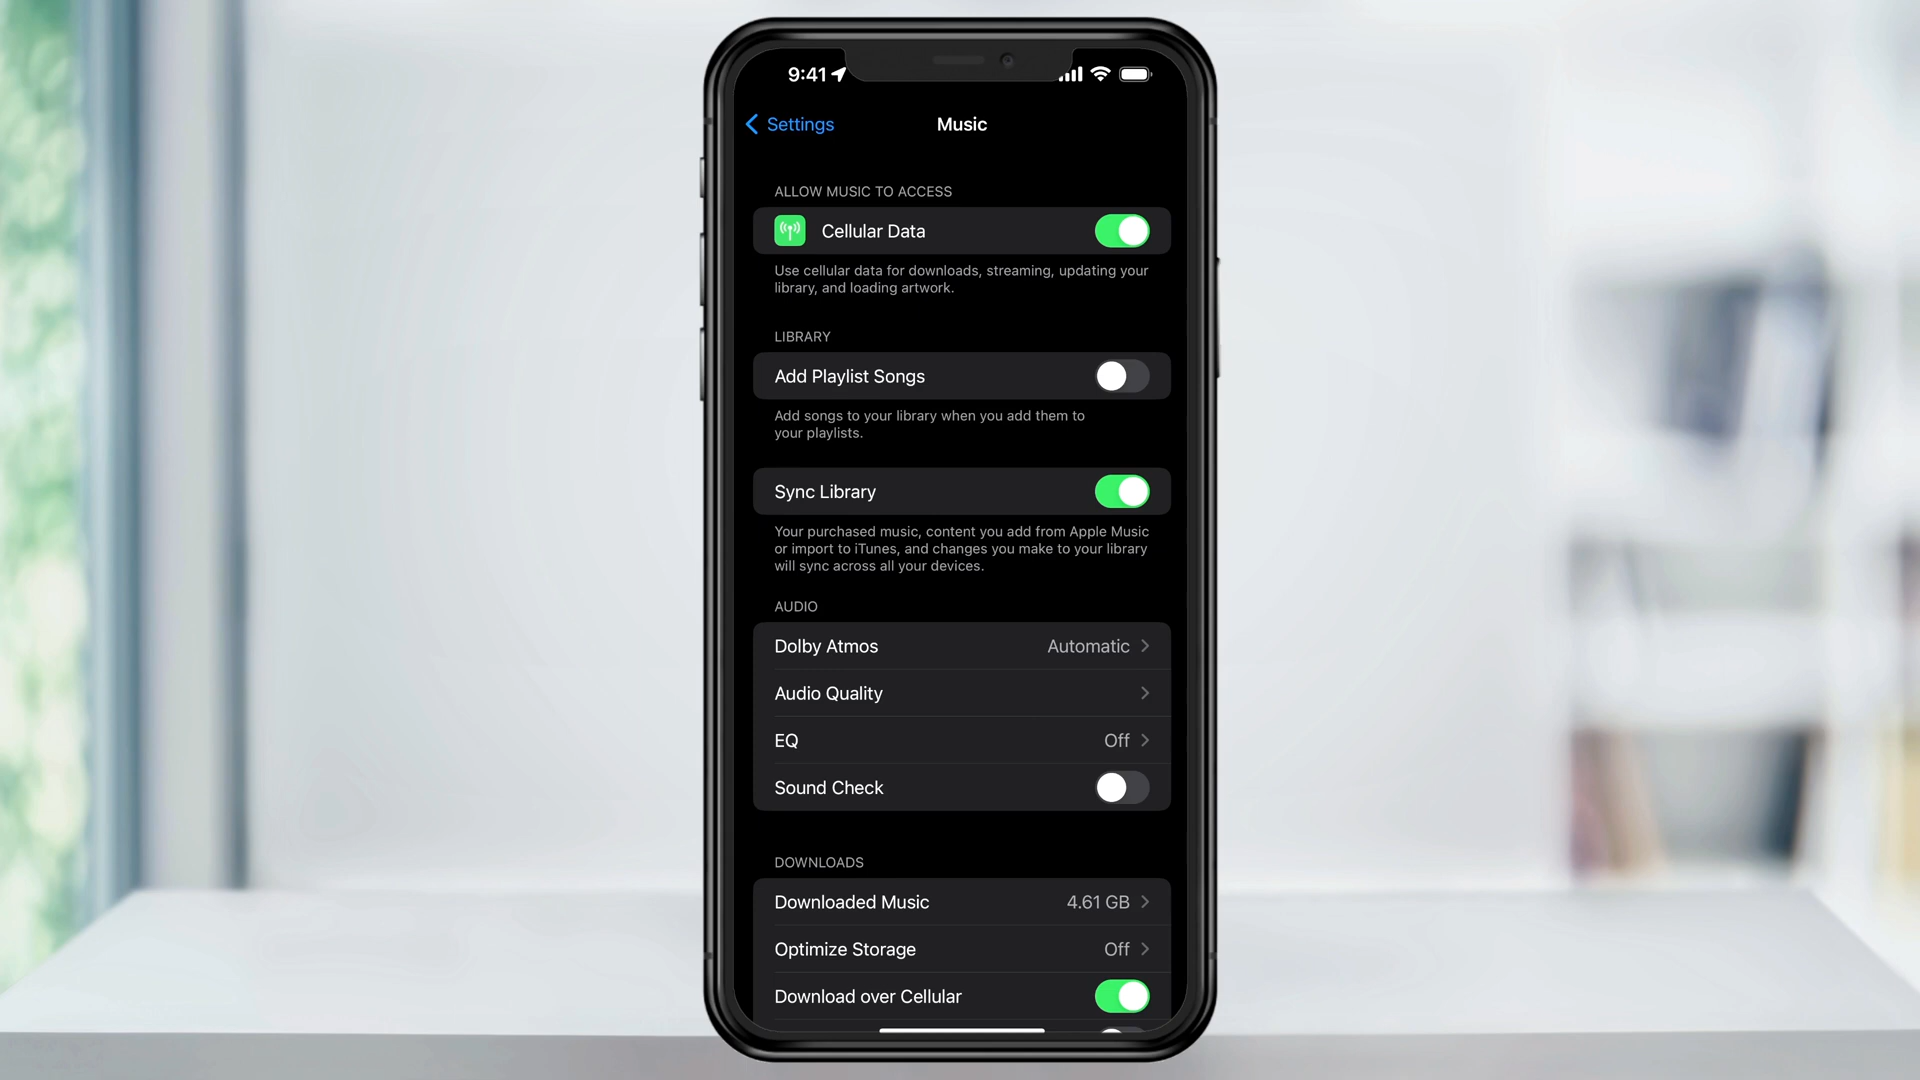 9:41
Settings
Music
ALLOW MUSIC TO ACCESS
Cellular Data
Use cellular data for downloads, streaming, updating your
library, and loading artwork.
LIBRARY
Add Playlist Songs
Add songs to your library when you add them to
your playlists.
Sync Library
Your purchased music, content you add from Apple Music
or import to iTunes, and changes you make to your library
will sync across all your devices.
AUDIO
Dolby Atmos Automatic
Audio Quality
EQ Off
Sound Check
DOWNLOADS
Downloaded Music 4.61 GB
Optimize Storage Off
Download over Cellular